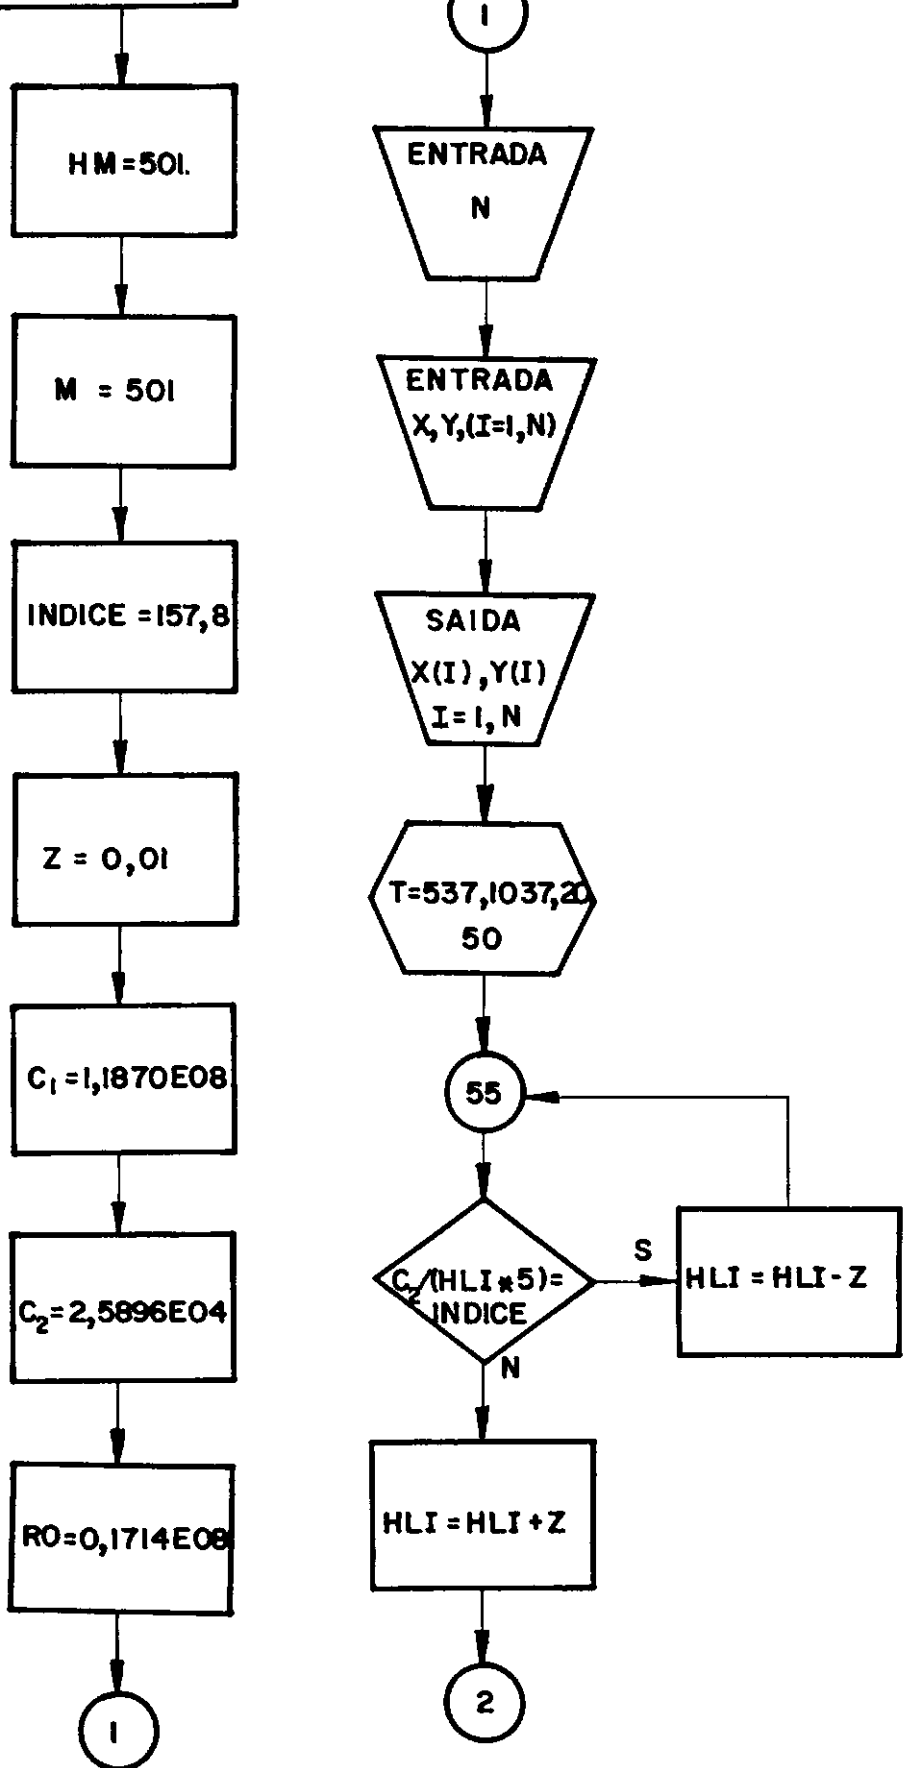 HM=501.
M = 501
INDICE =157,8
Z = 0,01
C₁=1,1870E08
C₂=2,5896E04
RO=0,1714E08
1
1
ENTRADA
N
ENTRADA
X,Y,(I=1,N)
SAIDA
X(I),Y(I)
I=1,N
T=537,1037,20
50
55
C₂/(HLI*5)=
INDICE
S
HLI=HLI-Z
N
HLI=HLI+Z
2